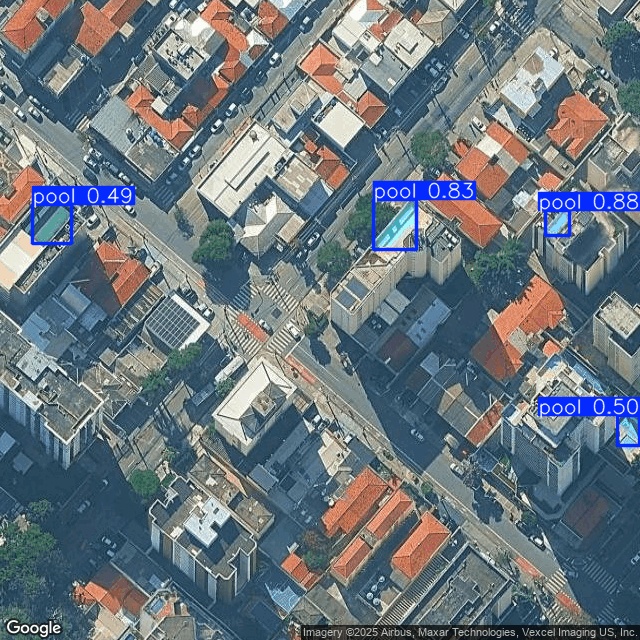 pool 0.49
pool 0.83
pool 0.88
pool 0.50
Google
Imagery ©2025 Airbus, Maxar Technologies, Vexcel Imaging US, Inc